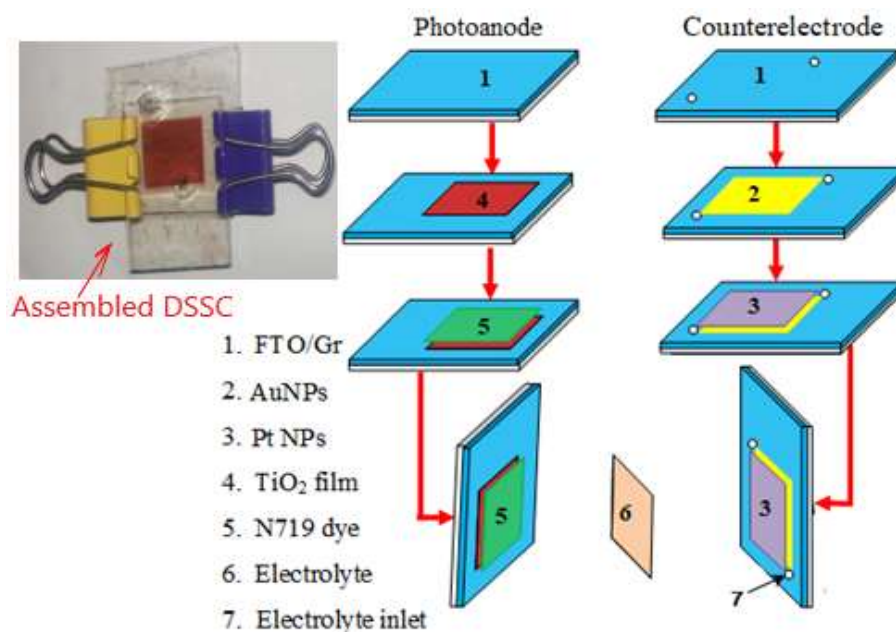 Photoanode
Counterelectrode
1
1
4
2
5
3
Assembled DSSC
1. FTO/Gr
2. AuNPs
3. Pt NPs
4. TiO₂ film
5. N719 dye
6. Electrolyte
7. Electrolyte inlet
5
6
3
7